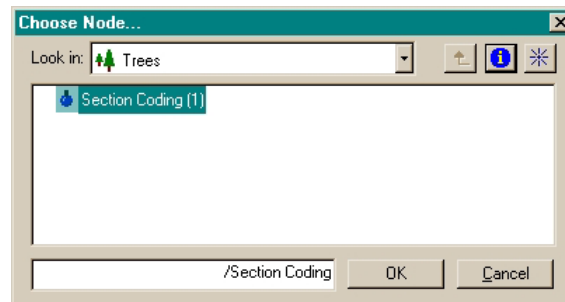 Choose Node...
Look in: Trees
Section Coding (1)
/Section Coding OK Cancel